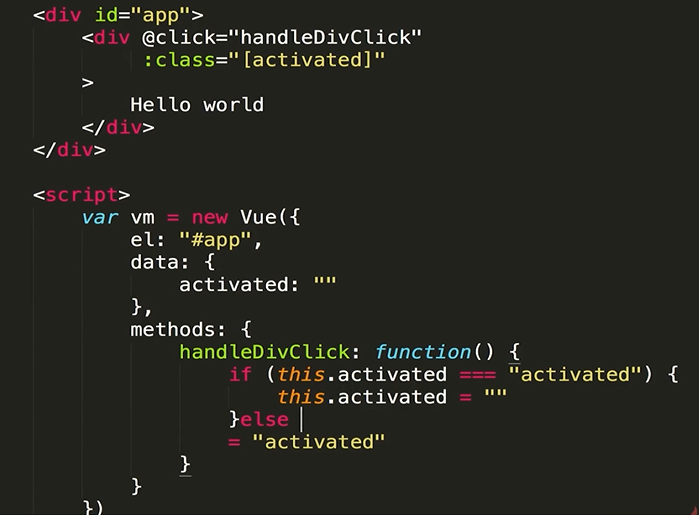 <div id="app">
<div @click="handleDivClick"
:class="[activated]"
>
Hello world
</div>
</div>
<script>
var vm = new Vue({
el: "#app",
data: {
activated: ""
},
methods: {
handleDivClick: function() {
if (this.activated === "activated") {
this.activated = ""
}else
= "activated"
}
}
})